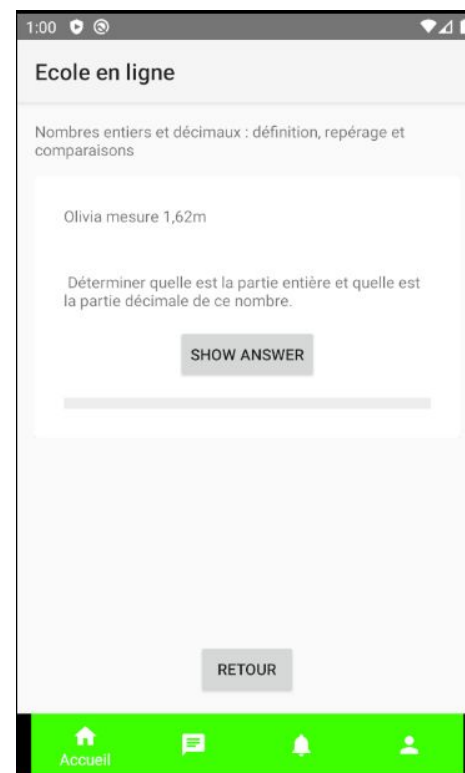 1:00
Ecole en ligne
Nombres entiers et décimaux : définition, repérage et
comparaisons
Olivia mesure 1,62m
Déterminer quelle est la partie entière et quelle est
la partie décimale de ce nombre.
SHOW ANSWER
RETOUR
Accueil